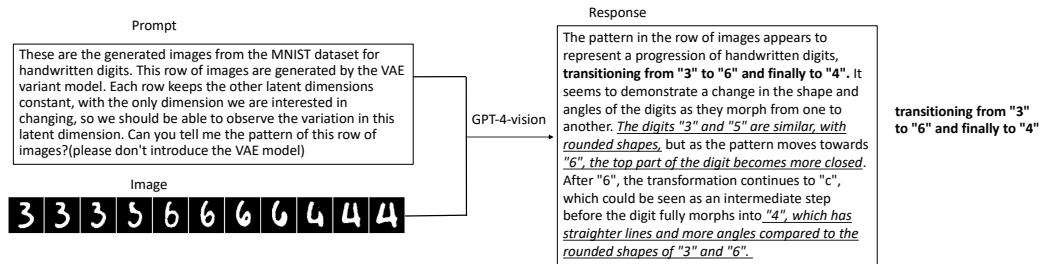 Prompt
These are the generated images from the MNIST dataset for
handwritten digits. This row of images are generated by the VAE
variant model. Each row keeps the other latent dimensions
constant, with the only dimension we are interested in
changing, so we should be able to observe the variation in this
latent dimension. Can you tell me the pattern of this row of
images?(please don't introduce the VAE model)
Image
3 3 3 5 6 6 6 6 4 4
GPT-4-vision
Response
The pattern in the row of images appears to
represent a progression of handwritten digits,
transitioning from "3" to "6" and finally to "4". It
seems to demonstrate a change in the shape and
angles of the digits as they morph from one to
another. The digits "3" and "5" are similar, with
rounded shapes, but as the pattern moves towards
"6", the top part of the digit becomes more closed.
After "6", the transformation continues to "c",
which could be seen as an intermediate step
before the digit fully morphs into "4", which has
straighter lines and more angles compared to the
rounded shapes of "3" and "6".
transitioning from "3"
to "6" and finally to "4"